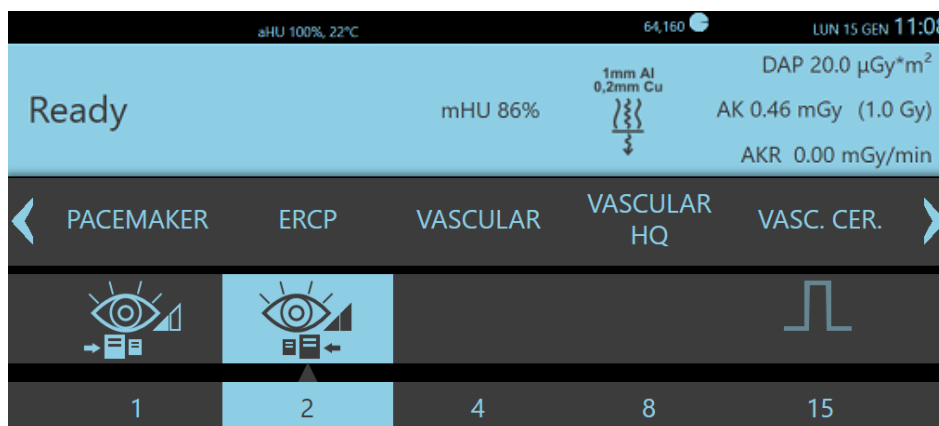 aHU 100%, 22°C 64,160 LUN 15 GEN 11:08
Ready
mHU 86%
1mm Al
0,2mm Cu
DAP 20.0 µGy*m²
AK 0.46 mGy (1.0 Gy)
AKR 0.00 mGy/min
PACEMAKER ERCP VASCULAR VASCULAR HQ VASC. CER.
1 2 4 8 15